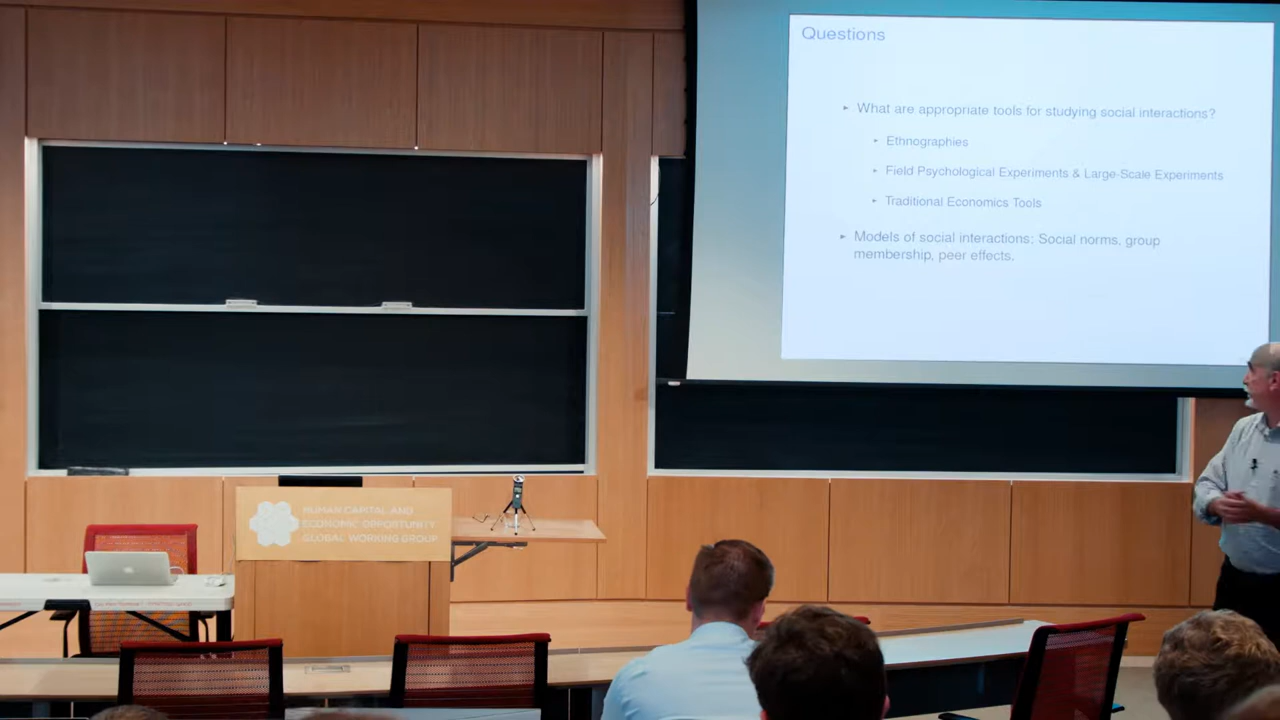 Questions
▸ What are appropriate tools for studying social interactions?
▸ Ethnographies
▸ Field Psychological Experiments & Large-Scale Experiments
▸ Traditional Economics Tools
▸ Models of social interactions: Social norms, group
membership, peer effects.
HUMAN CAPITAL AND
ECONOMIC OPPORTUNITY
GLOBAL WORKING GROUP